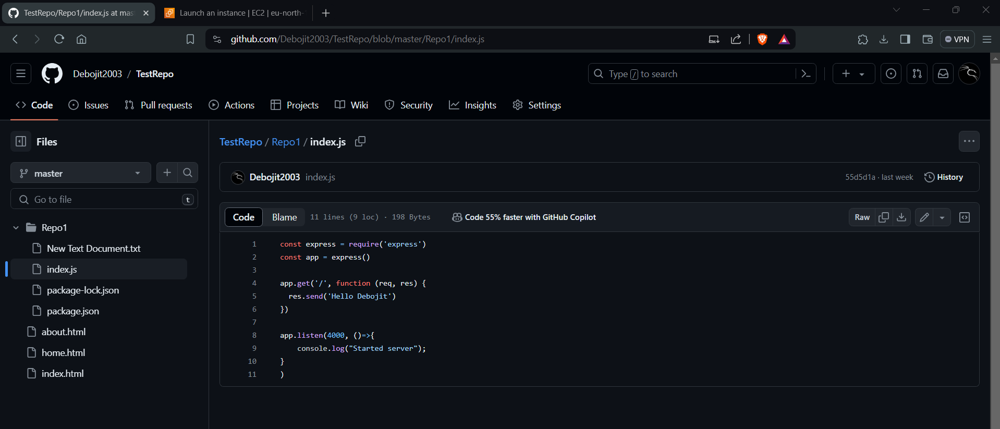 TestRepo/Repo1/index.js at mas
Launch an instance | EC2 | eu-north-
github.com/Debojit2003/TestRepo/blob/master/Repo1/index.js
VPN
Debojit2003 / TestRepo
Type / to search
Code
Issues
Pull requests
Actions
Projects
Wiki
Security
Insights
Settings
Files
master
Go to file
t
Repo1
New Text Document.txt
index.js
package-lock.json
package.json
about.html
home.html
index.html
TestRepo / Repo1 / index.js
Debojit2003 index.js
55d5d1a · last week
History
Code
Blame
11 lines (9 loc) · 198 Bytes
Code 55% faster with GitHub Copilot
Raw
1 const express = require('express')
2 const app = express()
3
4 app.get('/', function (req, res) {
5   res.send('Hello Debojit')
6 })
7
8 app.listen(4000, ()=>{
9     console.log("Started server");
10 }
11 )